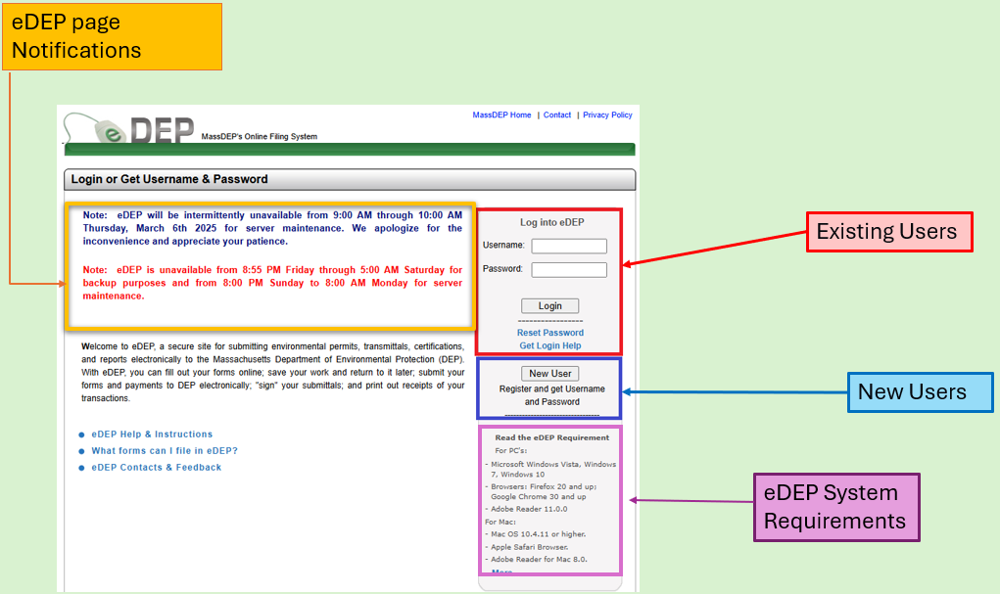 eDEP page
Notifications
eDEP
MassDEP's Online Filing System
MassDEP Home | Contact | Privacy Policy
Login or Get Username & Password
Note: eDEP will be intermittently unavailable from 9:00 AM through 10:00 AM
Thursday, March 6th 2025 for server maintenance. We apologize for the
inconvenience and appreciate your patience.
Note: eDEP is unavailable from 8:55 PM Friday through 5:00 AM Saturday for
backup purposes and from 8:00 PM Sunday to 8:00 AM Monday for server
maintenance.
Welcome to eDEP, a secure site for submitting environmental permits, transmittals, certifications,
and reports electronically to the Massachusetts Department of Environmental Protection (DEP).
With eDEP, you can fill out your forms online; save your work and return to it later; submit your
forms and payments to DEP electronically; "sign" your submittals; and print out receipts of your
transactions.
eDEP Help & Instructions
What forms can I file in eDEP?
eDEP Contacts & Feedback
Log into eDEP
Username:
Password:
Login
------------------
Reset Password
Get Login Help
New User
Register and get Username
and Password
--------------------------------
Read the eDEP Requirement
For PC's:
- Microsoft Windows Vista, Windows
7, Windows 10
- Browsers: Firefox 20 and up;
Google Chrome 30 and up
- Adobe Reader 11.0.0
For Mac:
- Mac OS 10.4.11 or higher.
- Apple Safari Browser.
- Adobe Reader for Mac 8.0.
More
Existing Users
New Users
eDEP System
Requirements